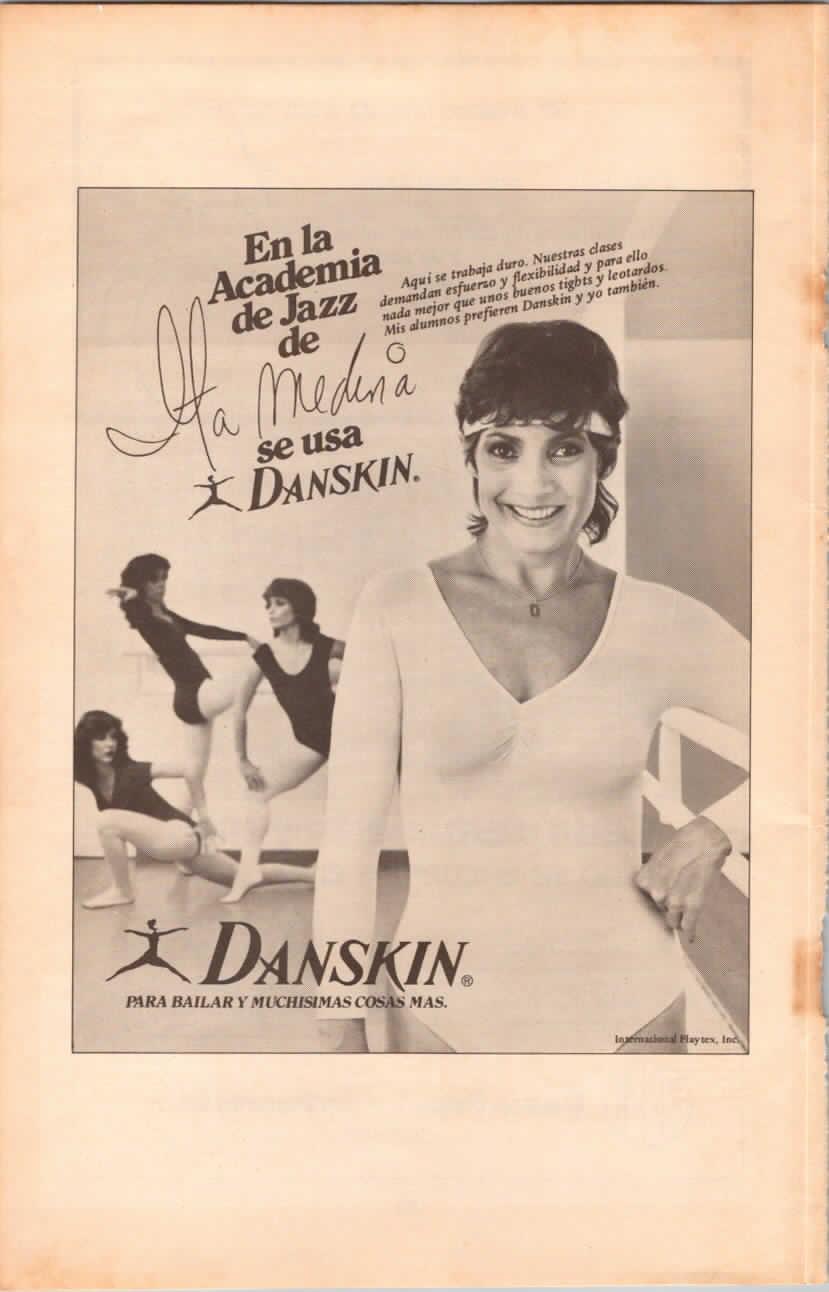 En la
Academia
de Jazz
de
Ita Medina
se usa
DANSKIN®
Aquí se trabaja duro. Nuestras clases
demandan esfuerzo y flexibilidad y para ello
nada mejor que unos buenos tights y leotardos.
Mis alumnos prefieren Danskin y yo también.
DANSKIN®
PARA BAILAR Y MUCHISIMAS COSAS MAS.
International Playtex, Inc.